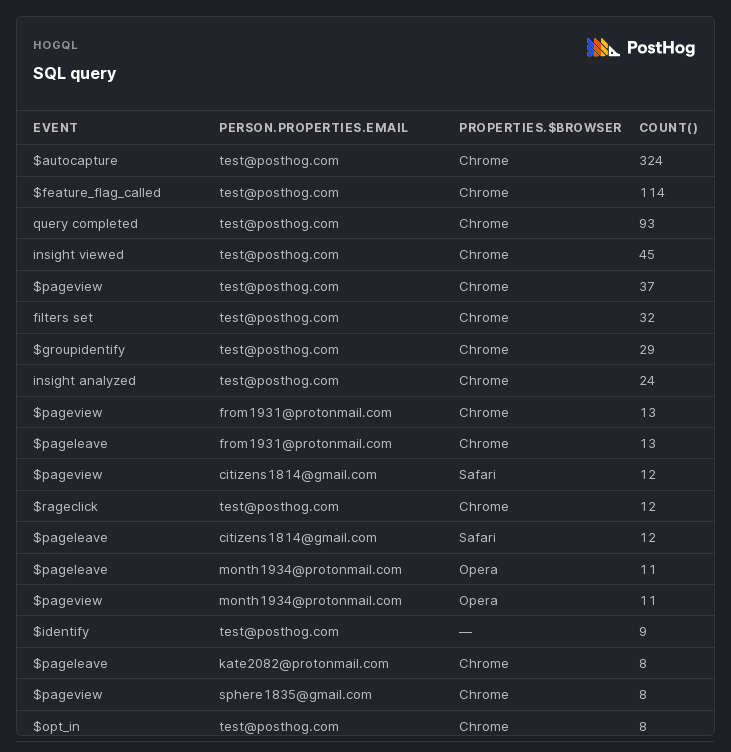 HOGQL
PostHog
SQL query
EVENT PERSON.PROPERTIES.EMAIL PROPERTIES.$BROWSER COUNT()
$autocapture test@posthog.com Chrome 324
$feature_flag_called test@posthog.com Chrome 114
query completed test@posthog.com Chrome 93
insight viewed test@posthog.com Chrome 45
$pageview test@posthog.com Chrome 37
filters set test@posthog.com Chrome 32
$groupidentify test@posthog.com Chrome 29
insight analyzed test@posthog.com Chrome 24
$pageview from1931@protonmail.com Chrome 13
$pageleave from1931@protonmail.com Chrome 13
$pageview citizens1814@gmail.com Safari 12
$rageclick test@posthog.com Chrome 12
$pageleave citizens1814@gmail.com Safari 12
$pageleave month1934@protonmail.com Opera 11
$pageview month1934@protonmail.com Opera 11
$identify test@posthog.com — 9
$pageleave kate2082@protonmail.com Chrome 8
$pageview sphere1835@gmail.com Chrome 8
$opt_in test@posthog.com Chrome 8